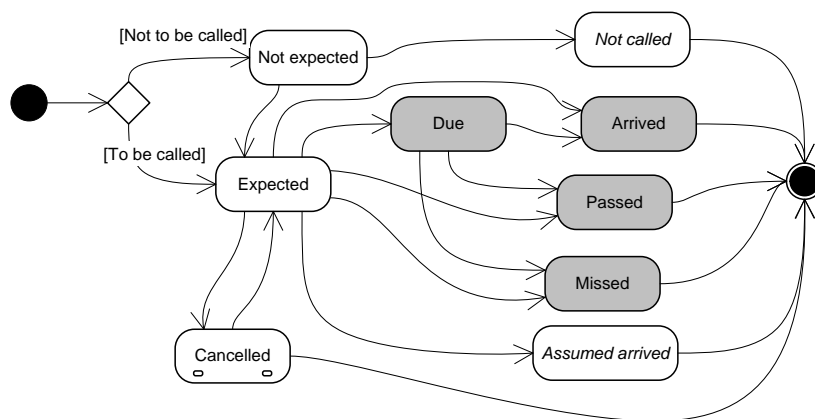 [Not to be called]
Not expected
Not called
Due
Arrived
[To be called]
Expected
Passed
Missed
Cancelled
Assumed arrived